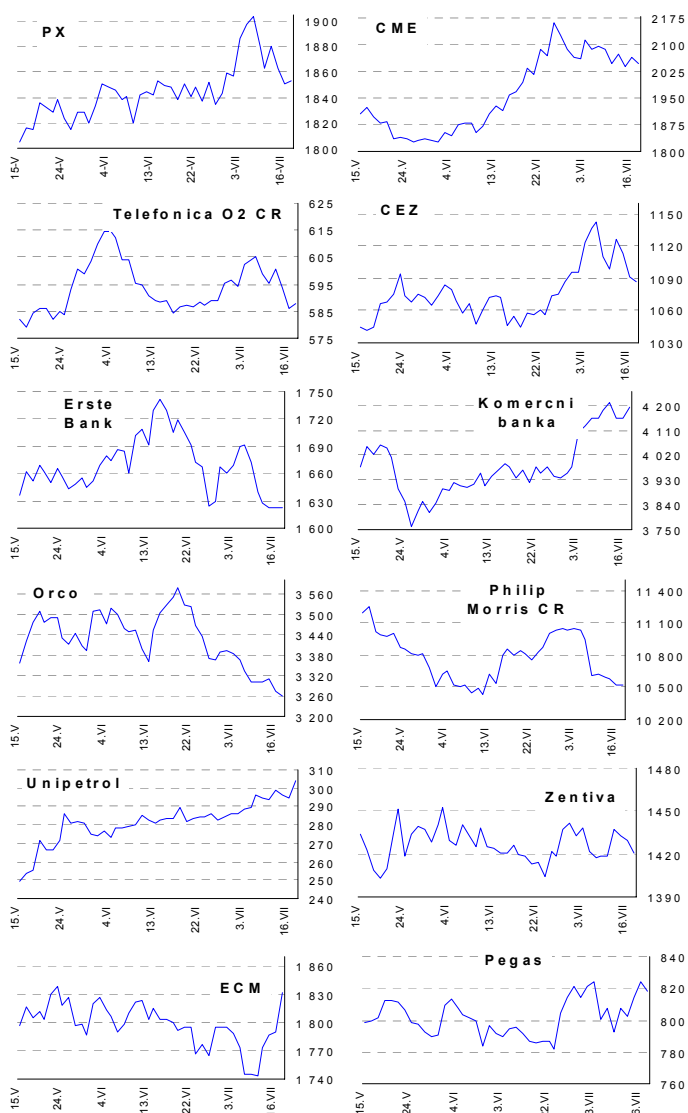 PX
1900
1880
1860
1840
1820
1800
15-V
24-V
4-VI
13-VI
22-VI
3-VII
16-VII
CME
2175
2100
2025
1950
1875
1800
15.V
24.V
4.VI
13.VI
22.VI
3.VII
16.VII
Telefonica O2 CR
625
615
605
595
585
575
15.V
24.V
4.VI
13.VI
22.VI
3.VII
16.VII
CEZ
1150
1120
1090
1060
1030
15.V
24.V
4.VI
13.VI
22.VI
3.VII
16.VII
Erste
Bank
1 750
1 720
1 690
1 660
1 630
1 600
15.V
24.V
4.VI
13.VI
22.VI
3.VII
16.VII
Komercni
banka
4 200
4 110
4 020
3 930
3 840
3 750
15.V
24.V
4.VI
13.VI
22.VI
3.VII
16.VII
Orco
3 560
3 500
3 440
3 380
3 320
3 260
3 200
15.V
24.V
4.VI
13.VI
22.VI
3.VII
16.VII
Philip
Morris CR
11 400
11 100
10 800
10 500
10 200
15.V
24.V
4.VI
13.VI
22.VI
3.VII
16.VII
Unipetrol
310
300
290
280
270
260
250
240
15.V
24.V
4.VI
13.VI
22.VI
3.VII
16.VII
Zentiva
1480
1450
1420
1390
15.V
24.V
4.VI
13.VI
22.VI
3.VII
16.VII
ECM
1 860
1 830
1 800
1 770
1 740
15.V
24.V
4.VI
13.VI
22.VI
3.VII
16.VII
Pegas
840
820
800
780
760
15.V
24.V
4.VI
13.VI
3.VII